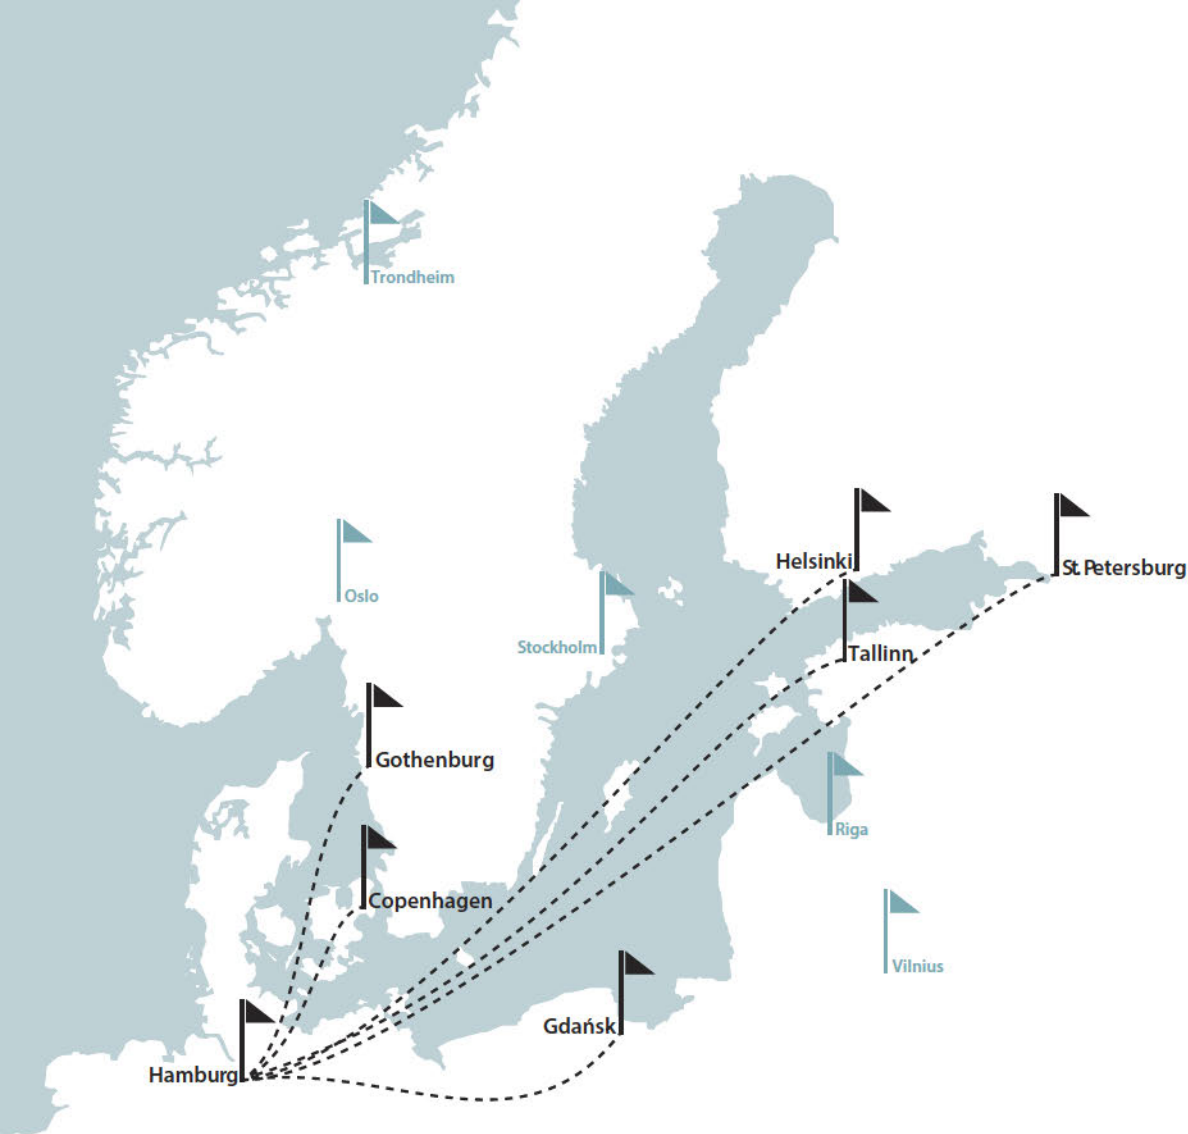 Trondheim
Helsinki
St. Petersburg
Oslo
Stockholm
Tallinn
Gothenburg
Riga
Copenhagen
Vilnius
Gdańsk
Hamburg